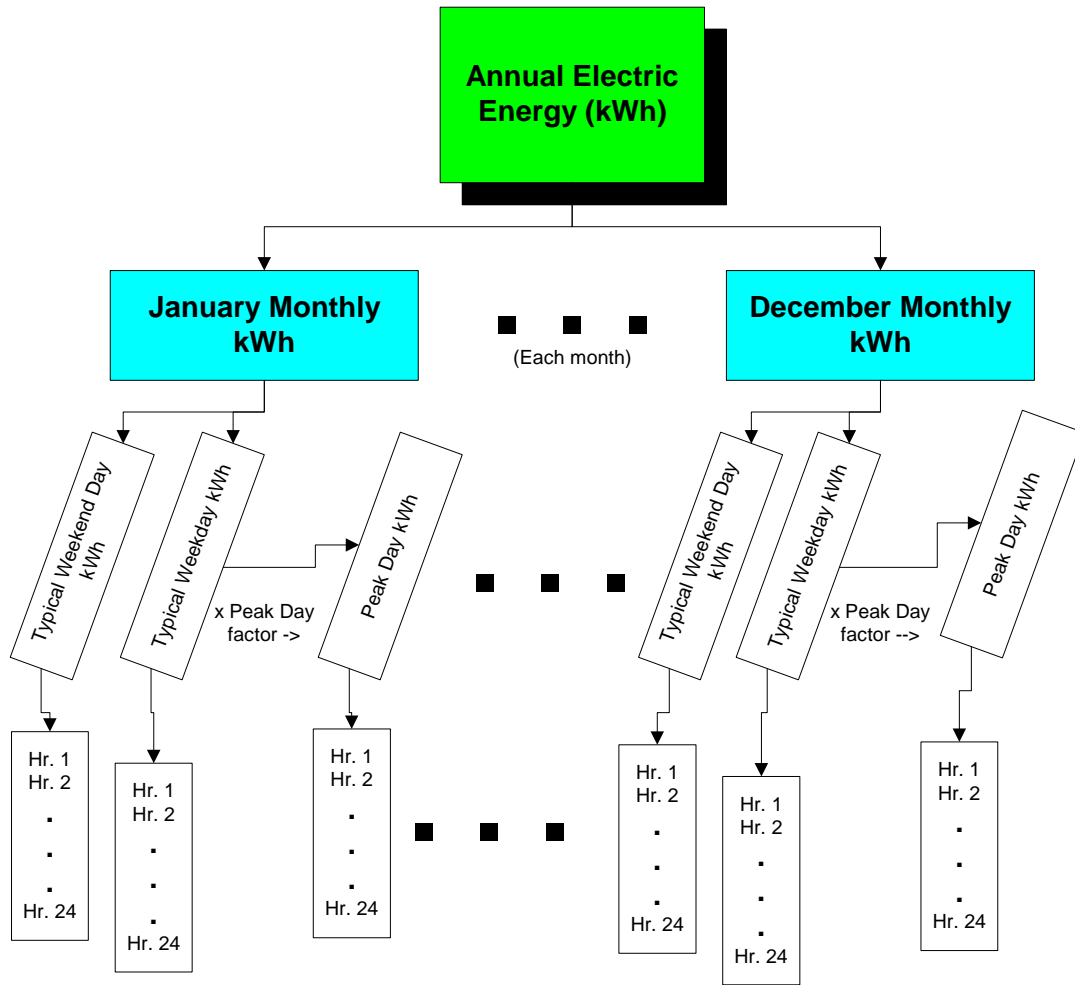 Annual Electric
Energy (kWh)
January Monthly
kWh
(Each month)
December Monthly
kWh
Typical Weekend Day
kWh
Typical Weekday kWh
x Peak Day
factor ->
Peak Day kWh
Typical Weekend Day
kWh
Typical Weekday kWh
x Peak Day
factor -->
Peak Day kWh
Hr. 1
Hr. 2
.
.
.
Hr. 24
Hr. 1
Hr. 2
.
.
.
Hr. 24
Hr. 1
Hr. 2
.
.
.
Hr. 24
Hr. 1
Hr. 2
.
.
.
Hr. 24
Hr. 1
Hr. 2
.
.
.
Hr. 24
Hr. 1
Hr. 2
.
.
.
Hr. 24